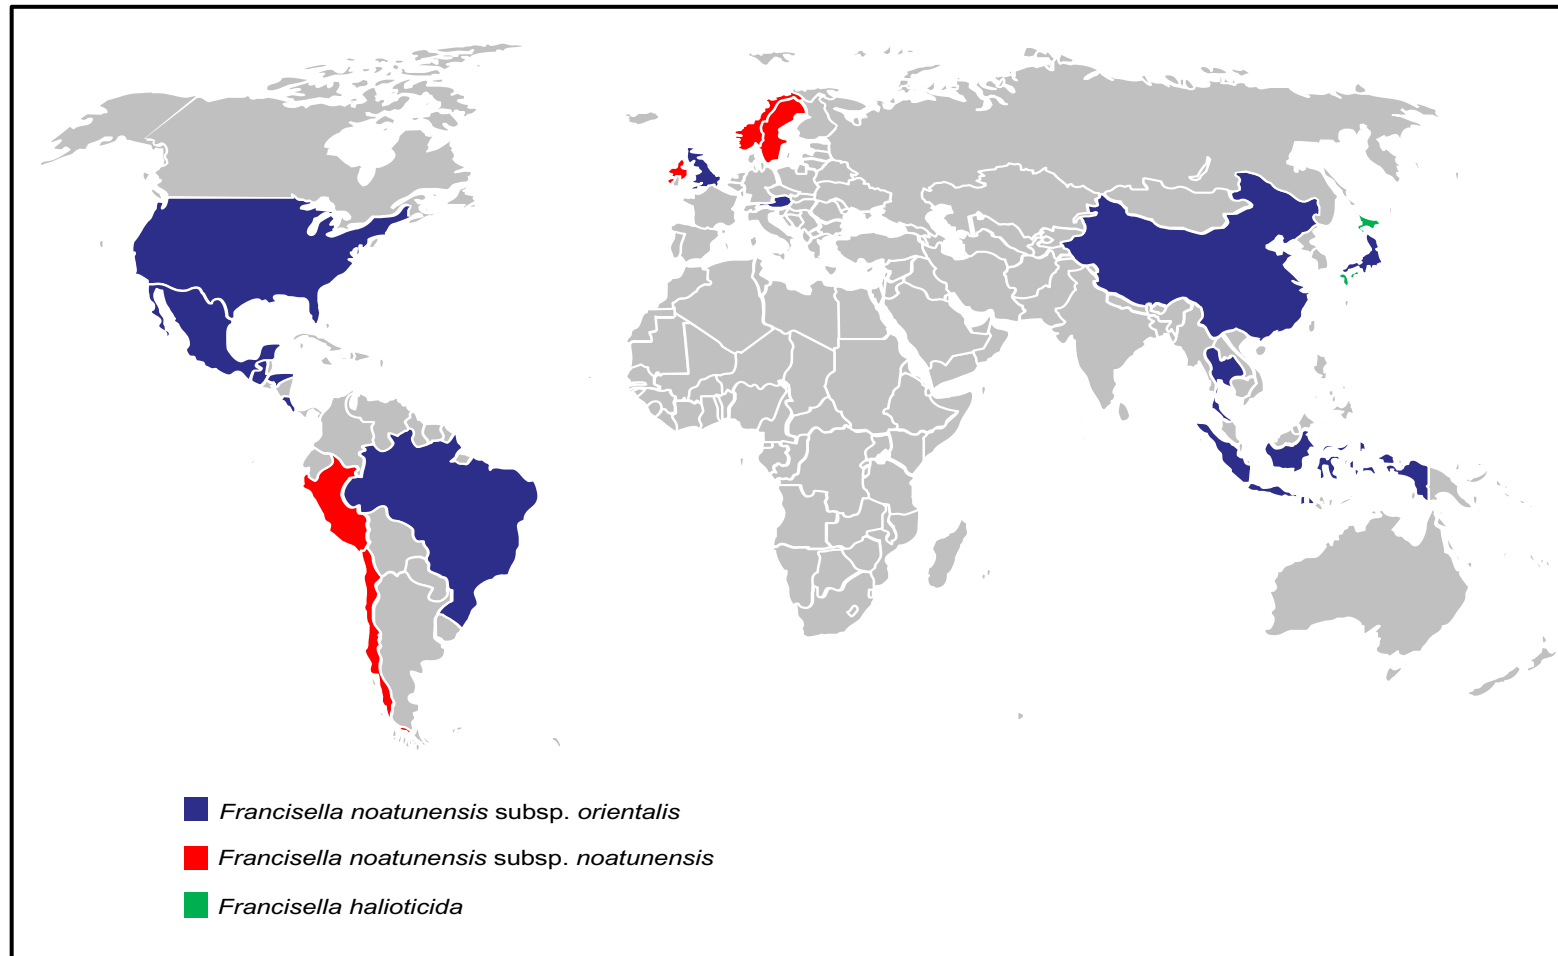 Francisella noatunensis subsp. orientalis
Francisella noatunensis subsp. noatunensis
Francisella halioticida